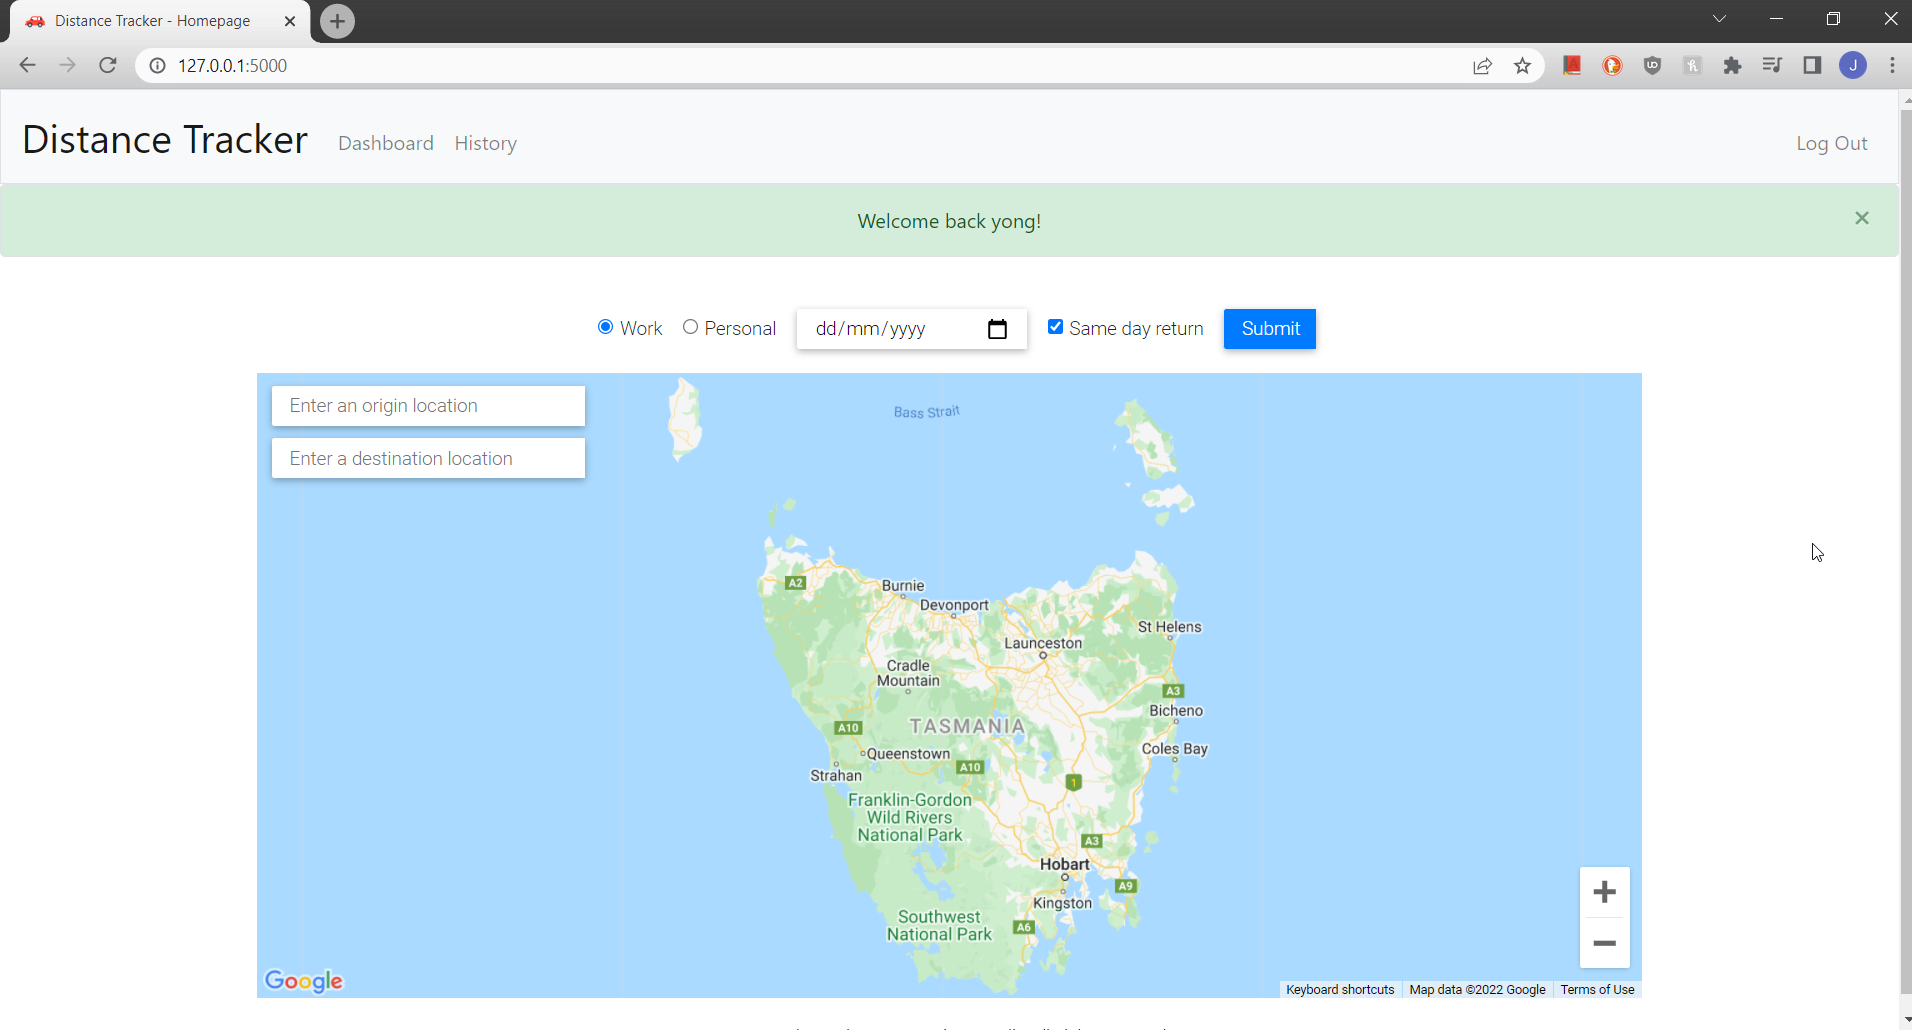 Distance Tracker - Homepage
127.0.0.1:5000
J
Distance Tracker Dashboard History Log Out
Welcome back yong! ×
Work Personal dd/mm/yyyy Same day return Submit
Enter an origin location
Enter a destination location
Bass Strait
A2
Burnie
Devonport
St Helens
Launceston
Cradle
Mountain
A3
Bicheno
TASMANIA
A10
Coles Bay
Queenstown
A10
Strahan
1
Franklin-Gordon
Wild Rivers
National Park
A3
Hobart
A9
Kingston
Southwest
National Park
A6
Google
Keyboard shortcuts Map data ©2022 Google Terms of Use